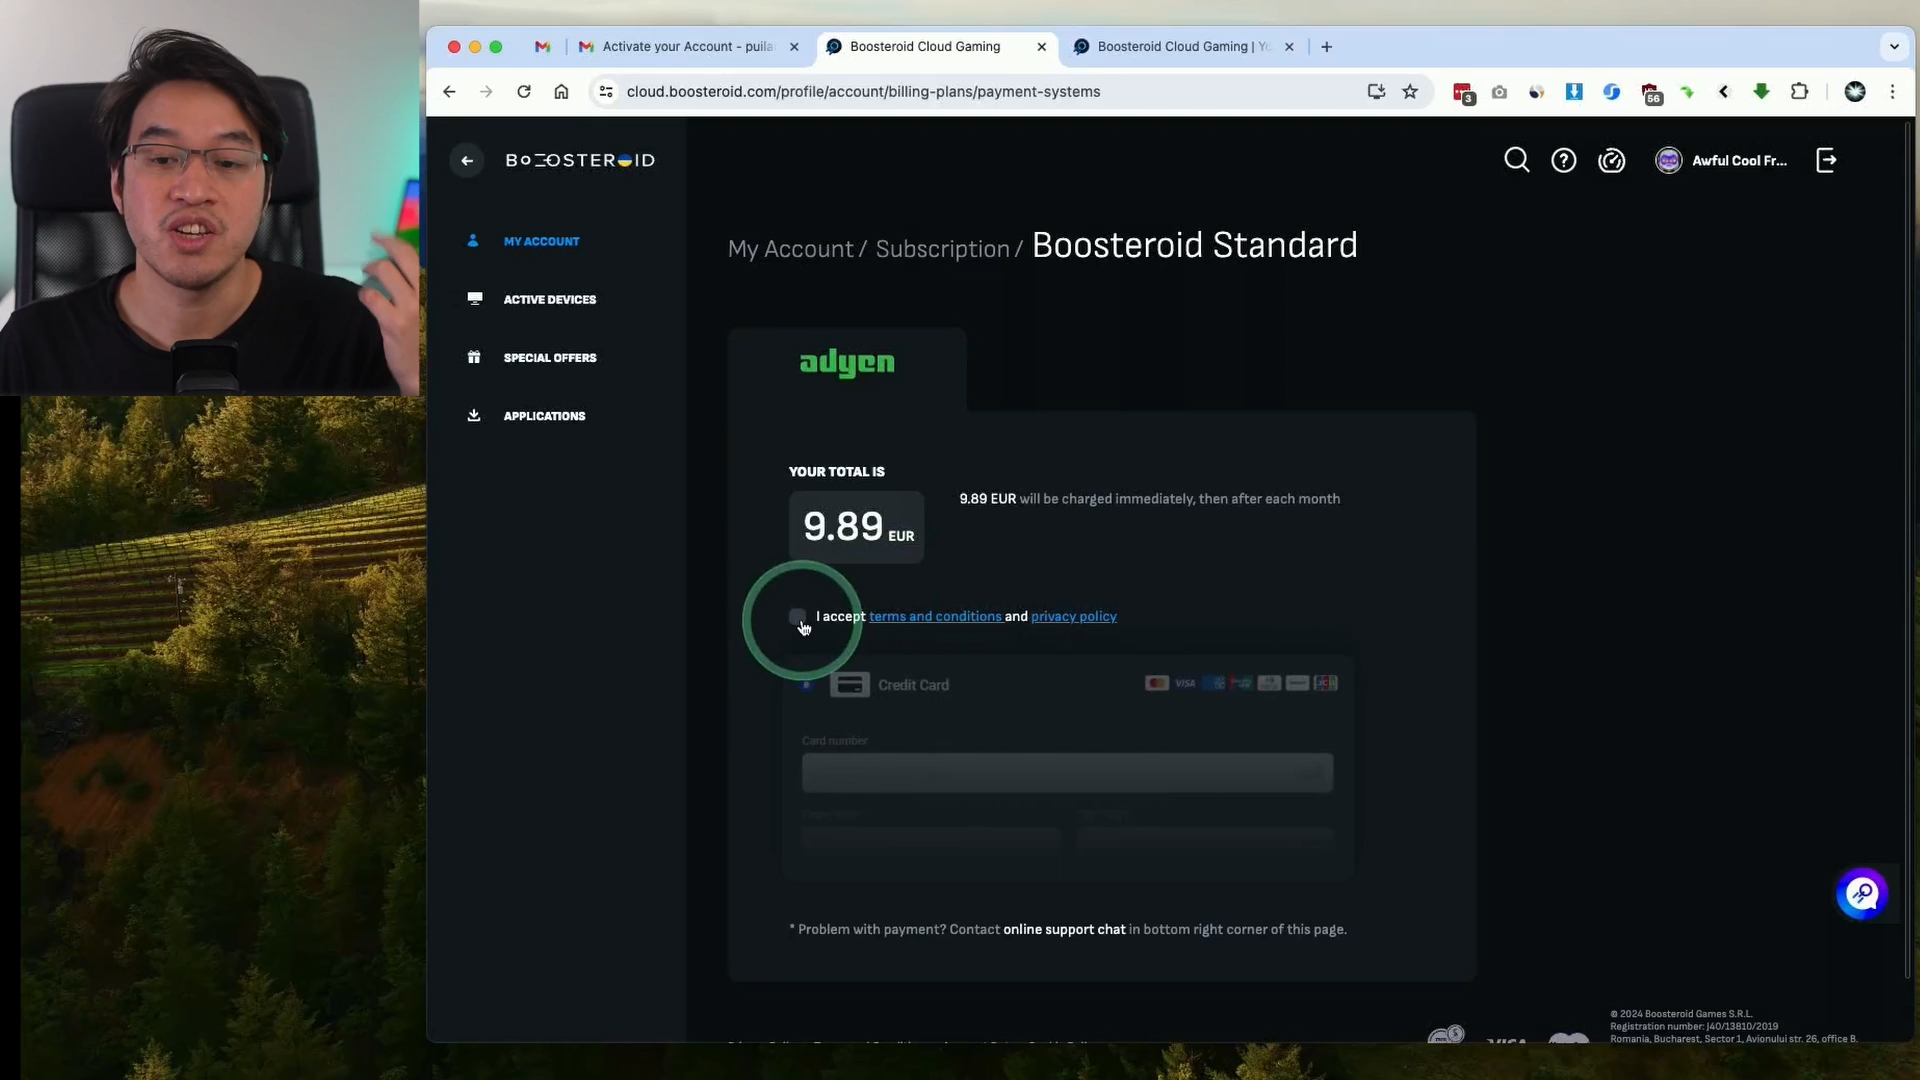 Activate your Account - puila
Boosteroid Cloud Gaming
Boosteroid Cloud Gaming | Yo
cloud.boosteroid.com/profile/account/billing-plans/payment-systems
3
56
BOOSTEROID
Awful Cool Fr...
MY ACCOUNT
ACTIVE DEVICES
SPECIAL OFFERS
APPLICATIONS
My Account / Subscription / Boosteroid Standard
adyen
YOUR TOTAL IS
9.89 EUR
9.89 EUR will be charged immediately, then after each month
I accept terms and conditions and privacy policy
Credit Card
VISA
Card number
* Problem with payment? Contact online support chat in bottom right corner of this page.
© 2024 Boosteroid Games S.R.L.
Registration number: J40/13810/2019
Romania, Bucharest, Sector 1, Avionului str. 26, office B.